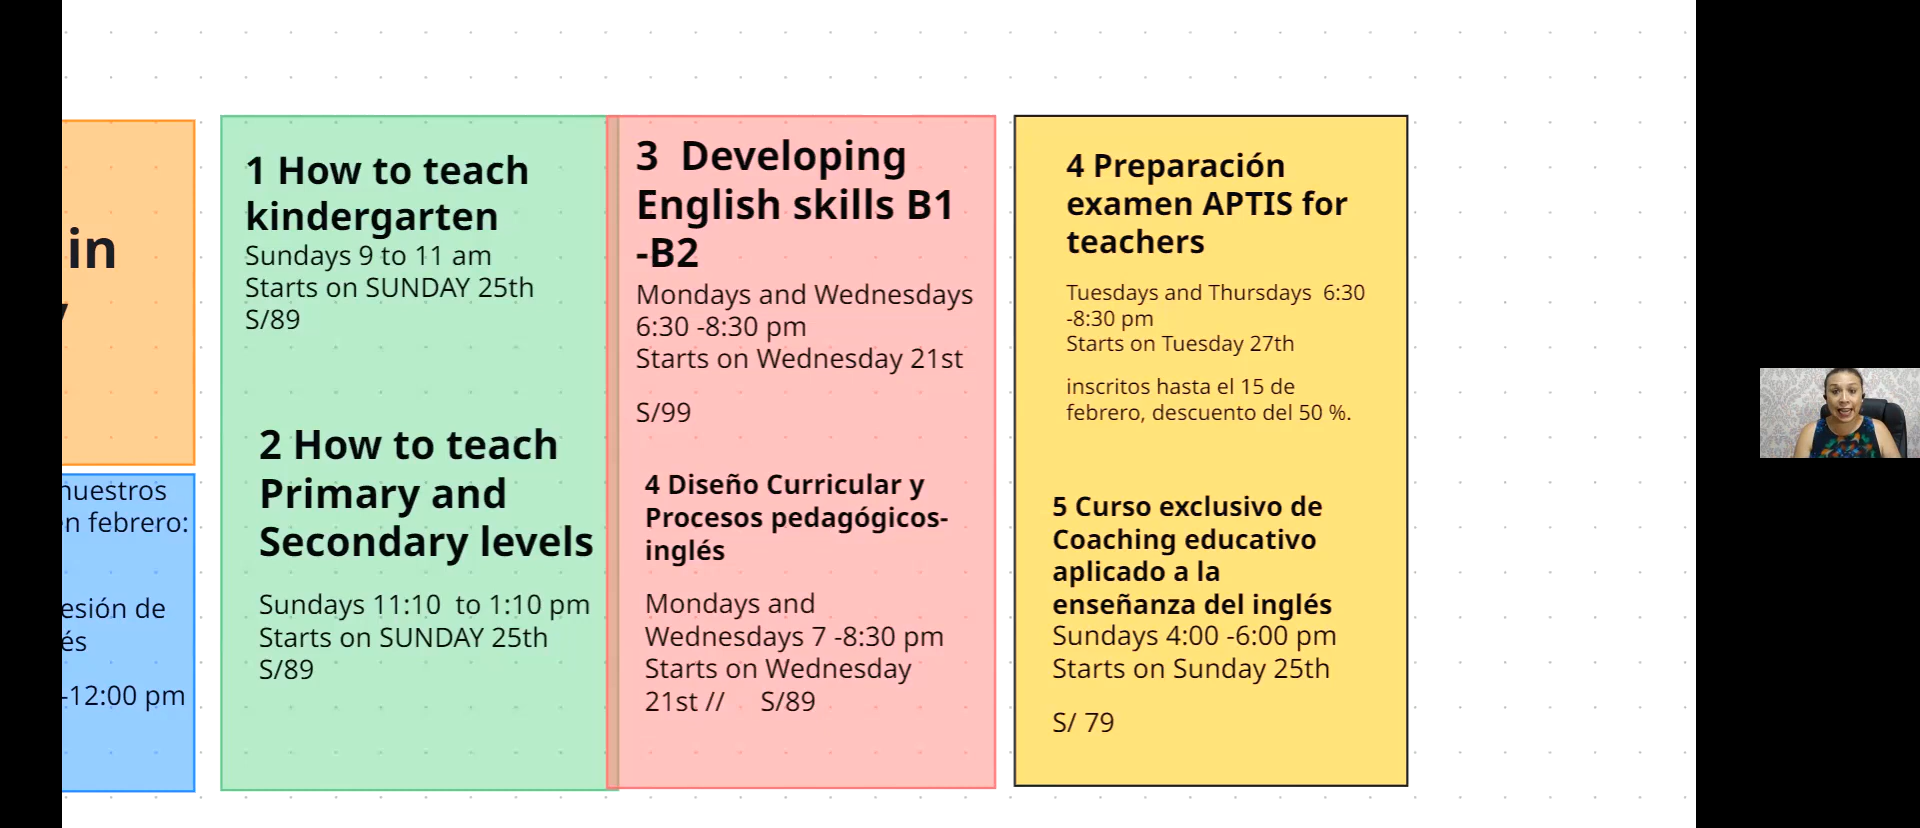 in
nuestros
en febrero:
esión de
és
-12:00 pm
1 How to teach
kindergarten
Sundays 9 to 11 am
Starts on SUNDAY 25th
S/89
2 How to teach
Primary and
Secondary levels
Sundays 11:10  to 1:10 pm
Starts on SUNDAY 25th
S/89
3  Developing
English skills B1
-B2
Mondays and Wednesdays
6:30 -8:30 pm
Starts on Wednesday 21st
S/99
4 Diseño Curricular y
Procesos pedagógicos-
inglés
Mondays and
Wednesdays 7 -8:30 pm
Starts on Wednesday
21st //     S/89
4 Preparación
examen APTIS for
teachers
Tuesdays and Thursdays  6:30
-8:30 pm
Starts on Tuesday 27th
inscritos hasta el 15 de
febrero, descuento del 50 %.
5 Curso exclusivo de
Coaching educativo
aplicado a la
enseñanza del inglés
Sundays 4:00 -6:00 pm
Starts on Sunday 25th
S/ 79